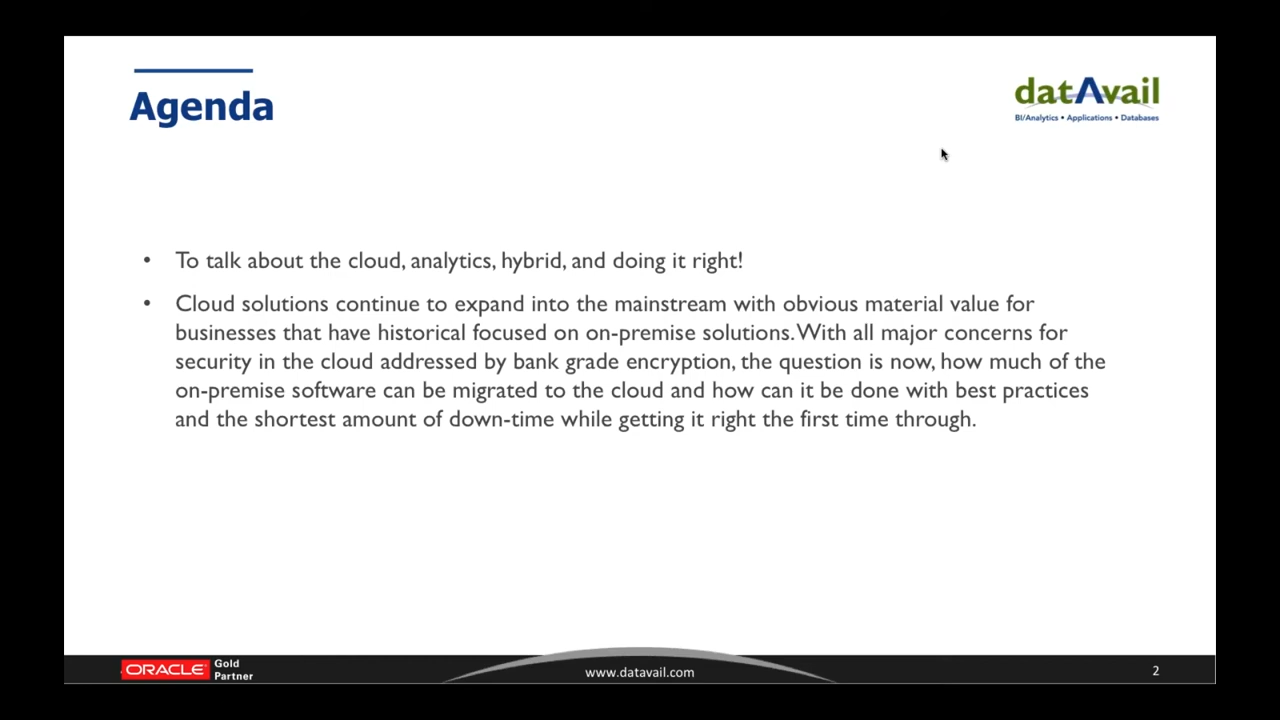 Agenda
datAvail
BI/Analytics • Applications • Databases
• To talk about the cloud, analytics, hybrid, and doing it right!
• Cloud solutions continue to expand into the mainstream with obvious material value for
businesses that have historical focused on on-premise solutions. With all major concerns for
security in the cloud addressed by bank grade encryption, the question is now, how much of the
on-premise software can be migrated to the cloud and how can it be done with best practices
and the shortest amount of down-time while getting it right the first time through.
ORACLE Gold
Partner
www.datavail.com
2